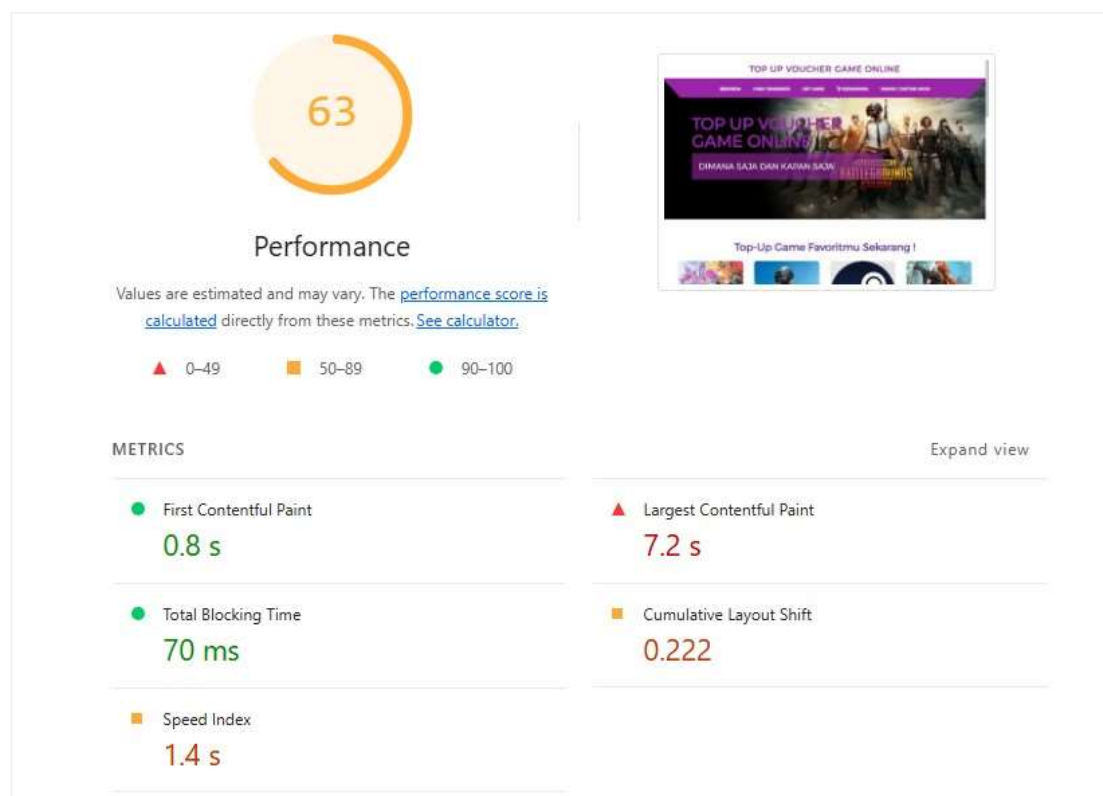 63
Performance
Values are estimated and may vary. The performance score is
calculated directly from these metrics. See calculator.
0–49
50–89
90–100
TOP UP VOUCHER GAME ONLINE
TOP UP VOUCHER
GAME ONLINE
DIMANA SAJA DAN KAPAN SAJA
Top-Up Game Favoritmu Sekarang !
METRICS
Expand view
First Contentful Paint
0.8 s
Largest Contentful Paint
7.2 s
Total Blocking Time
70 ms
Cumulative Layout Shift
0.222
Speed Index
1.4 s